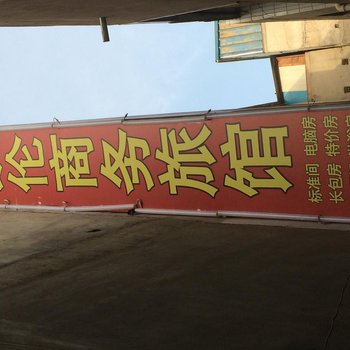 伦商务旅馆
标准间 电脑房
长包房 特价房